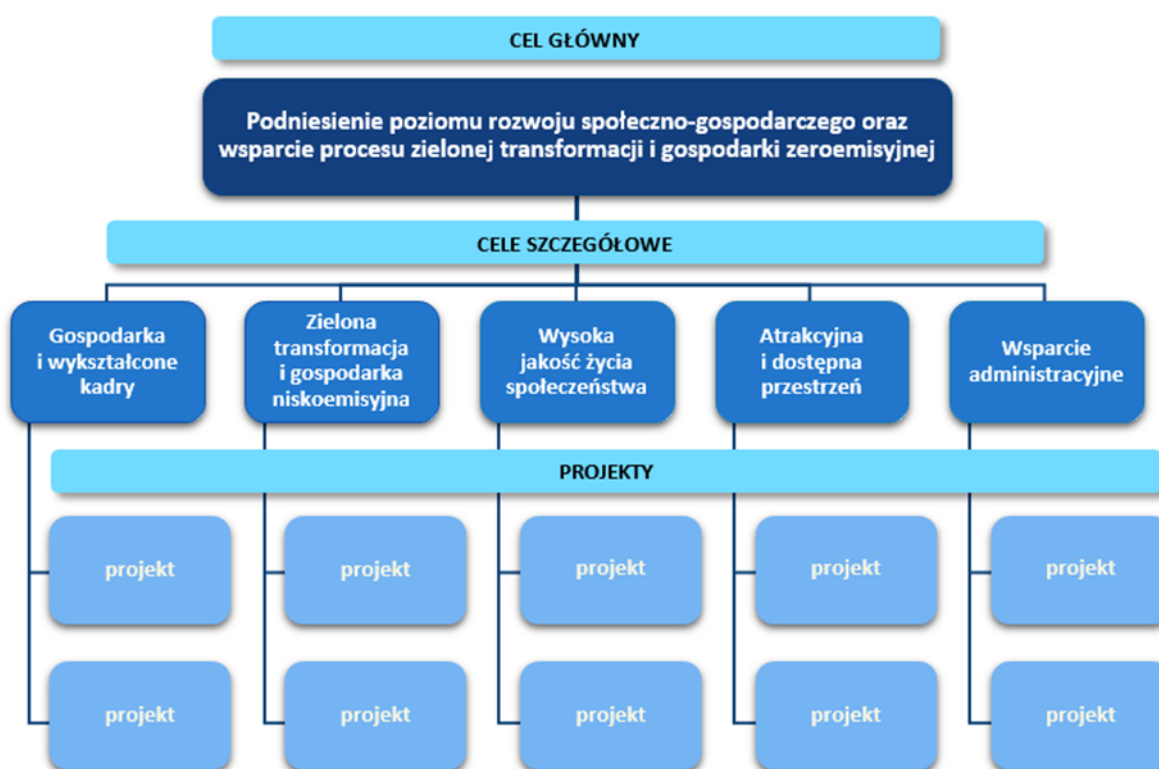 CEL GŁÓWNY
Podniesienie poziomu rozwoju społeczno-gospodarczego oraz
wsparcie procesu zielonej transformacji i gospodarki zeroemisyjnej
CELE SZCZEGÓŁOWE
Gospodarka
i wykształcone
kadry
Zielona
transformacja
i gospodarka
niskoemisyjna
Wysoka
jakość życia
społeczeństwa
Atrakcyjna
i dostępna
przestrzeń
Wsparcie
administracyjne
PROJEKTY
projekt
projekt
projekt
projekt
projekt
projekt
projekt
projekt
projekt
projekt